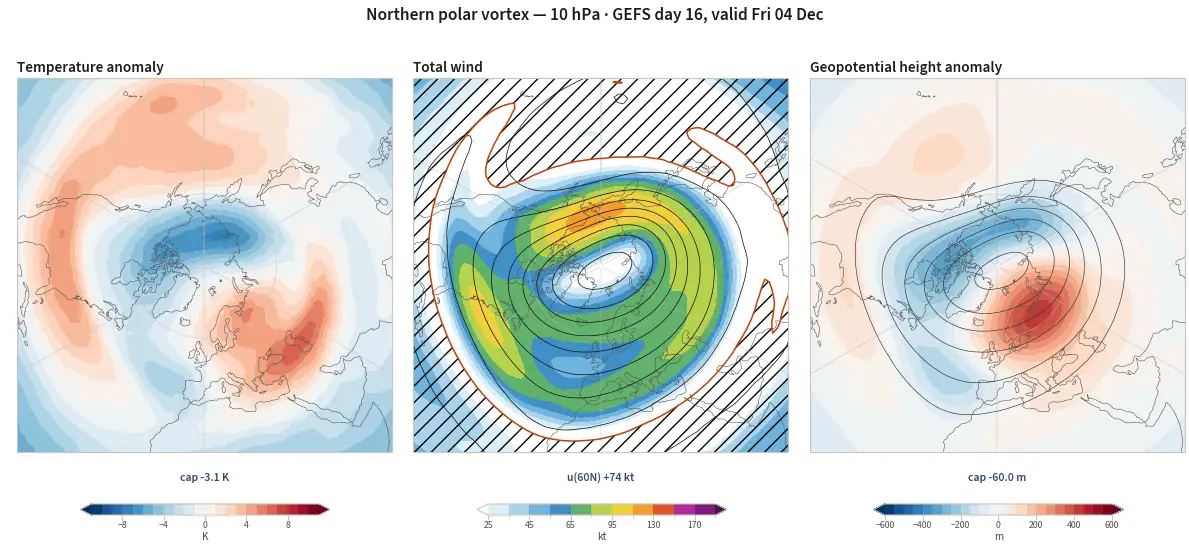 Northern polar vortex — 10 hPa · GEFS day 16, valid Fri 04 Dec
Temperature anomaly
Total wind
Geopotential height anomaly
cap -3.1 K
u(60N) +74 kt
cap -60.0 m
−8 −4 0 4 8
K
25 45 65 95 130 170
kt
−600 −400 −200 0 200 400 600
m